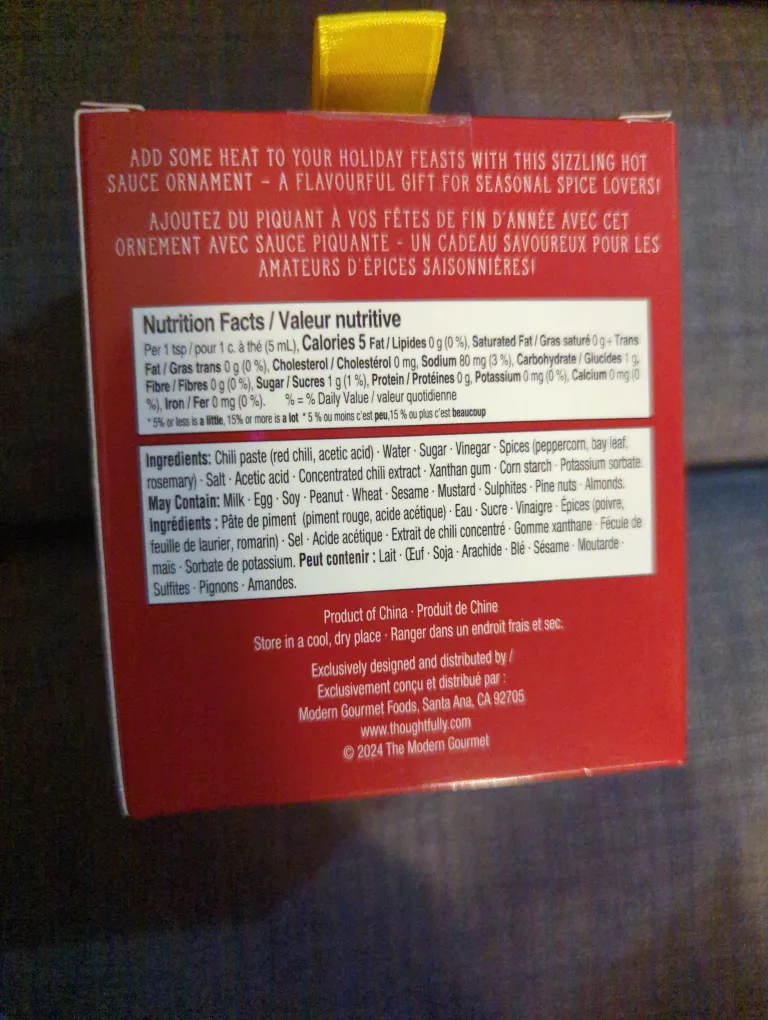 ADD SOME HEAT TO YOUR HOLIDAY FEASTS WITH THIS SIZZLING HOT
SAUCE ORNAMENT – A FLAVOURFUL GIFT FOR SEASONAL SPICE LOVERS!
AJOUTEZ DU PIQUANT À VOS FÊTES DE FIN D'ANNÉE AVEC CET
ORNEMENT AVEC SAUCE PIQUANTE - UN CADEAU SAVOUREUX POUR LES
AMATEURS D'ÉPICES SAISONNIÈRES!
Nutrition Facts / Valeur nutritive
Per 1 tsp / pour 1 c. à thé (5 mL), Calories 5 Fat / Lipides 0 g (0 %), Saturated Fat / Gras saturé 0 g + Trans
Fat / Gras trans 0 g (0 %), Cholesterol / Cholestérol 0 mg, Sodium 80 mg (3 %), Carbohydrate / Glucides 1 g,
Fibre / Fibres 0 g (0 %), Sugar / Sucres 1 g (1 %), Protein / Protéines 0 g, Potassium 0 mg (0 %), Calcium 0 mg (0
%), Iron / Fer 0 mg (0 %). % = % Daily Value / valeur quotidienne
* 5% or less is a little, 15% or more is a lot * 5 % ou moins c'est peu, 15 % ou plus c'est beaucoup
Ingredients: Chili paste (red chili, acetic acid) · Water · Sugar · Vinegar · Spices (peppercorn, bay leaf,
rosemary) · Salt · Acetic acid · Concentrated chili extract · Xanthan gum · Corn starch · Potassium sorbate.
May Contain: Milk · Egg · Soy · Peanut · Wheat · Sesame · Mustard · Sulphites · Pine nuts · Almonds.
Ingrédients : Pâte de piment (piment rouge, acide acétique) · Eau · Sucre · Vinaigre · Épices (poivre,
feuille de laurier, romarin) · Sel · Acide acétique · Extrait de chili concentré · Gomme xanthane · Fécule de
maïs · Sorbate de potassium. Peut contenir : Lait · Œuf · Soja · Arachide · Blé · Sésame · Moutarde ·
Sulfites · Pignons · Amandes.
Product of China · Produit de Chine
Store in a cool, dry place · Ranger dans un endroit frais et sec.
Exclusively designed and distributed by /
Exclusivement conçu et distribué par :
Modern Gourmet Foods, Santa Ana, CA 92705
www.thoughtfully.com
© 2024 The Modern Gourmet